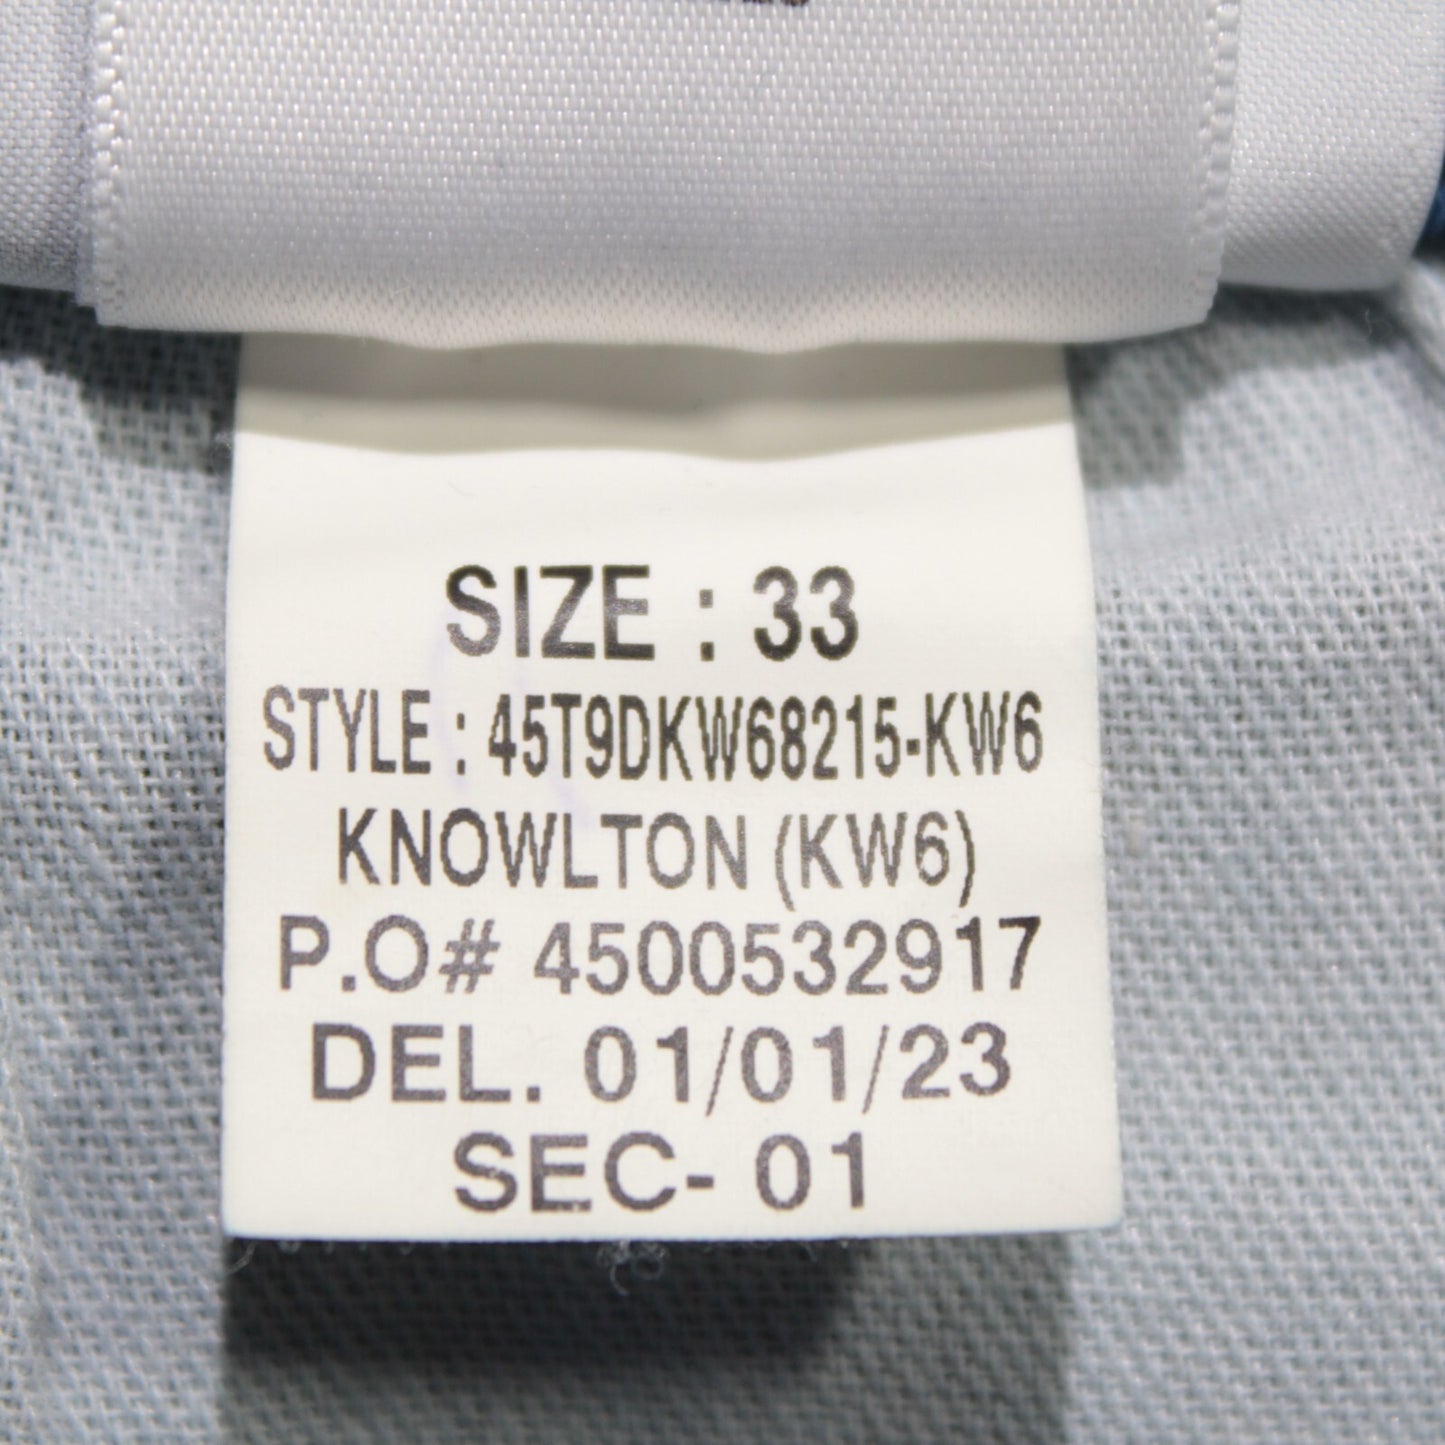 SIZE : 33
STYLE : 45T9DKW68215-KW6
KNOWLTON (KW6)
P.O# 4500532917
DEL. 01/01/23
SEC- 01